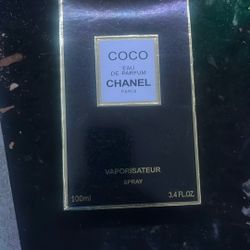 COCO
EAU
DE PARFUM
CHANEL
PARIS
VAPORISATEUR
SPRAY
100ml 3.4 FL.OZ.